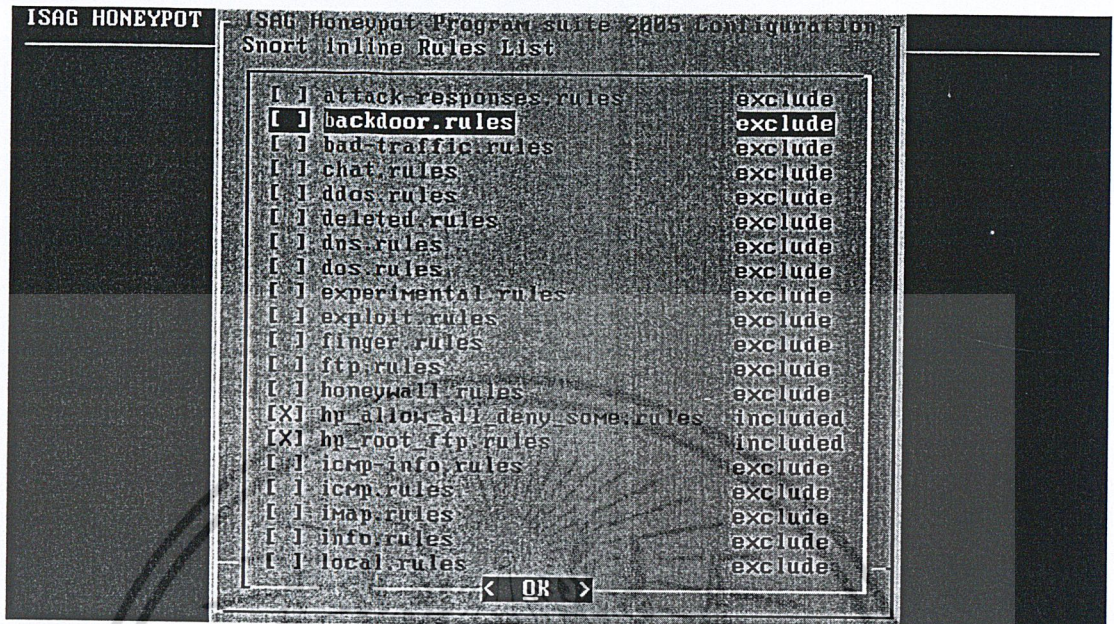 ISAG HONEYPOT
ISAG Honeypot Program suite 2005 Configuration
Snort inline Rules List
[ ] attack-responses.rules exclude
[ ] backdoor.rules exclude
[ ] bad-traffic.rules exclude
[ ] chat.rules exclude
[ ] ddos.rules exclude
[ ] deleted.rules exclude
[ ] dns.rules exclude
[ ] dos.rules exclude
[ ] experimental.rules exclude
[ ] exploit.rules exclude
[ ] finger.rules exclude
[ ] ftp.rules exclude
[ ] honeywall.rules exclude
[X] hp_allow_all_deny_some.rules included
[X] hp_root_ftp.rules included
[ ] icmp-info.rules exclude
[ ] icmp.rules exclude
[ ] imap.rules exclude
[ ] info.rules exclude
[ ] local.rules exclude
< OK >